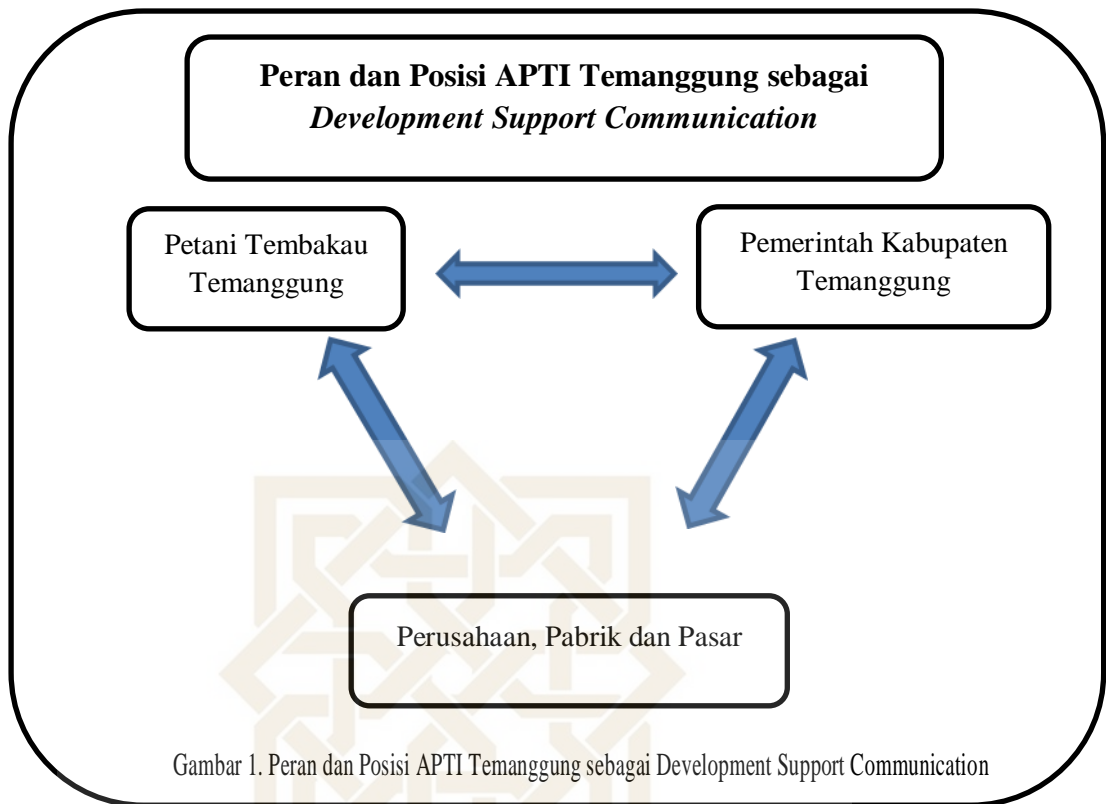 Peran dan Posisi APTI Temanggung sebagai
Development Support Communication
Petani Tembakau
Temanggung
Pemerintah Kabupaten
Temanggung
Perusahaan, Pabrik dan Pasar
Gambar 1. Peran dan Posisi APTI Temanggung sebagai Development Support Communication